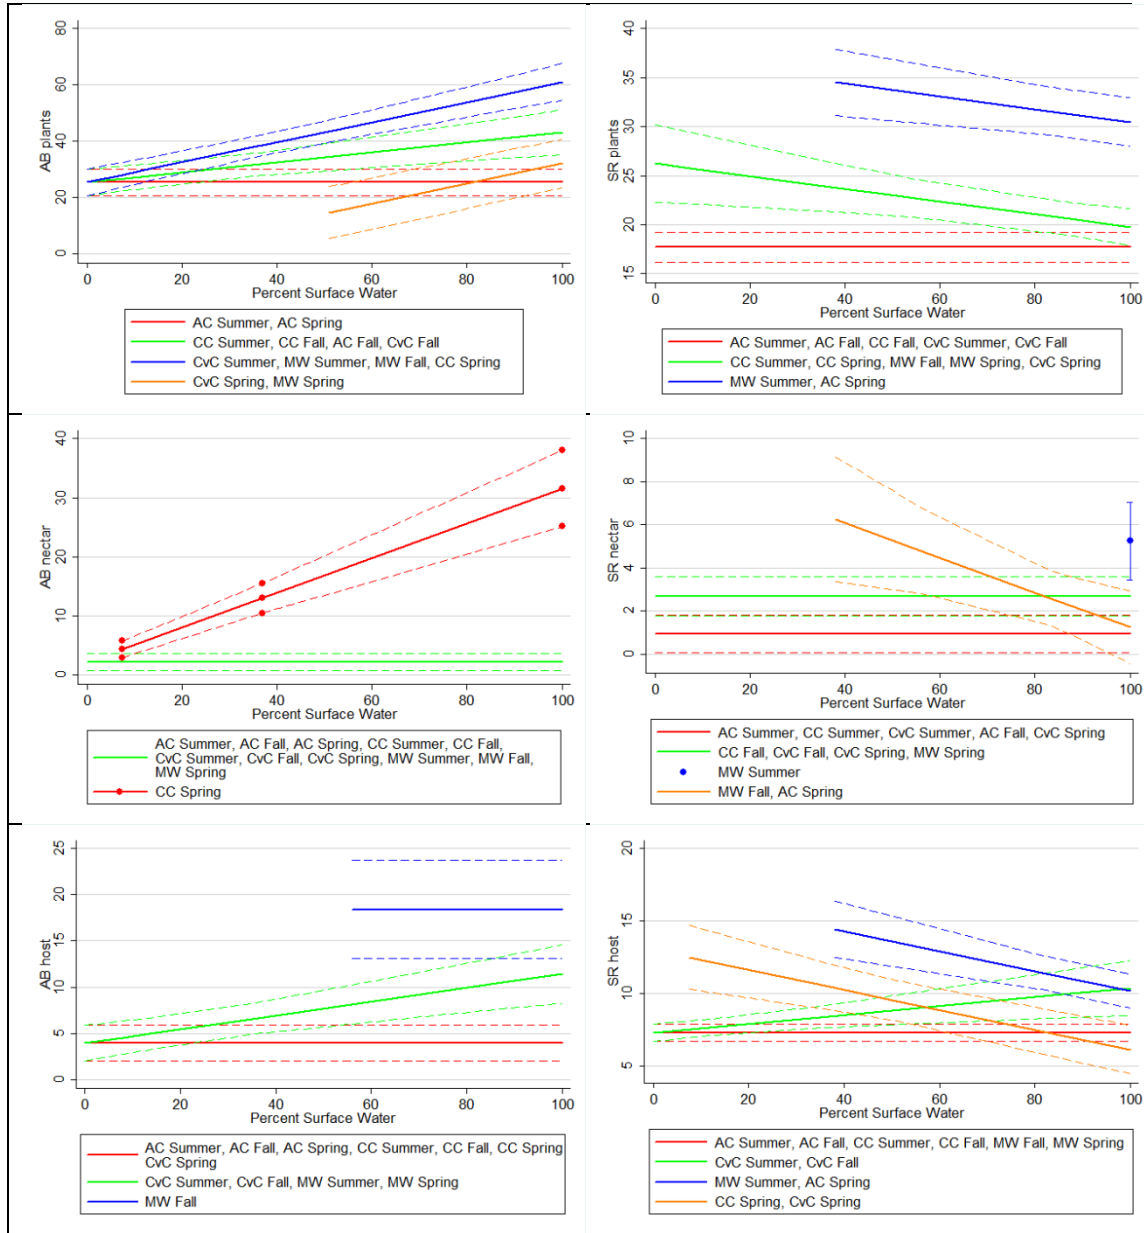 AB plants
80
60
40
20
0
0 20 40 60 80 100
Percent Surface Water
AC Summer, AC Spring
CC Summer, CC Fall, AC Fall, CvC Fall
CvC Summer, MW Summer, MW Fall, CC Spring
CvC Spring, MW Spring
SR plants
40
35
30
25
20
15
0 20 40 60 80 100
Percent Surface Water
AC Summer, AC Fall, CC Fall, CvC Summer, CvC Fall
CC Summer, CC Spring, MW Fall, MW Spring, CvC Spring
MW Summer, AC Spring
AB nectar
40
30
20
10
0
0 20 40 60 80 100
Percent Surface Water
AC Summer, AC Fall, AC Spring, CC Summer, CC Fall,
CvC Summer, CvC Fall, CvC Spring, MW Summer, MW Fall,
MW Spring
CC Spring
SR nectar
10
8
6
4
2
0
0 20 40 60 80 100
Percent Surface Water
AC Summer, CC Summer, CvC Summer, AC Fall, CvC Spring
CC Fall, CvC Fall, CvC Spring, MW Spring
MW Summer
MW Fall, AC Spring
AB host
25
20
15
10
5
0
0 20 40 60 80 100
Percent Surface Water
AC Summer, AC Fall, AC Spring, CC Summer, CC Fall, CC Spring
CvC Spring
CvC Summer, CvC Fall, MW Summer, MW Spring
MW Fall
SR host
20
15
10
5
0 20 40 60 80 100
Percent Surface Water
AC Summer, AC Fall, CC Summer, CC Fall, MW Fall, MW Spring
CvC Summer, CvC Fall
MW Summer, AC Spring
CC Spring, CvC Spring